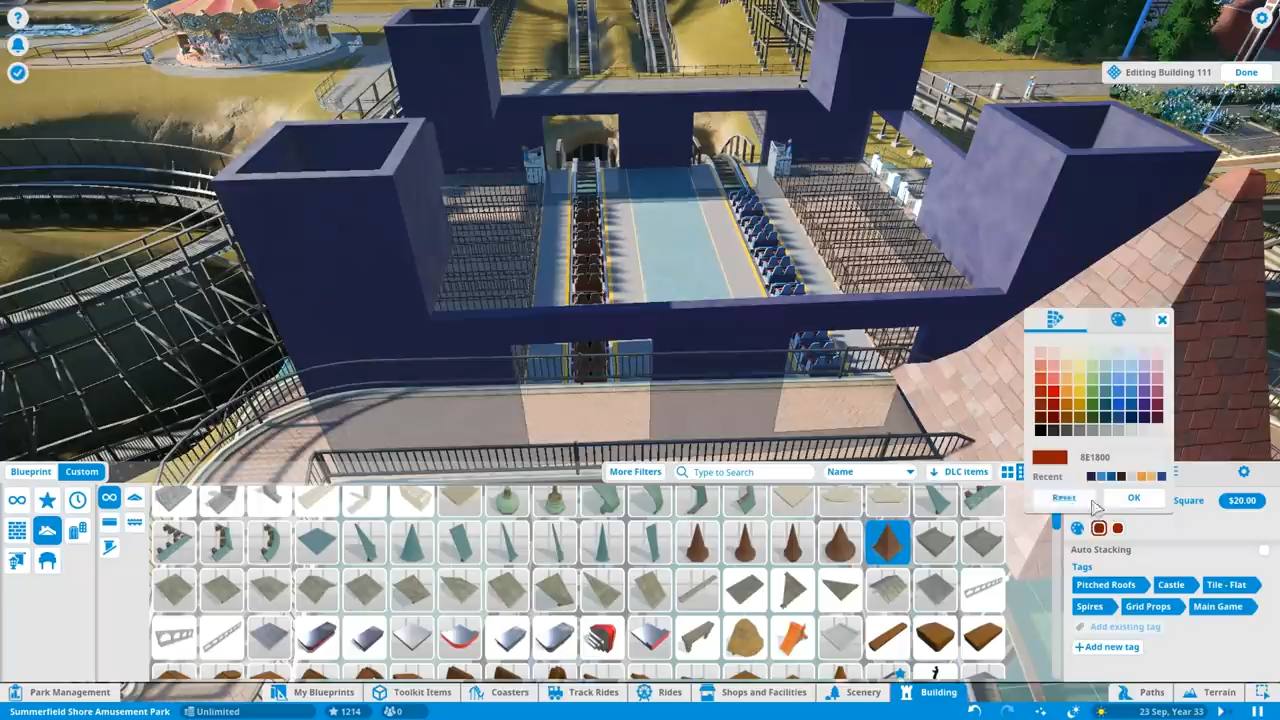 ?
Editing Building 111
Done
8E1800
Recent
Reset
OK
Blueprint
Custom
More Filters
Type to Search
Name
DLC items
Square
$20.00
Auto Stacking
Tags
Pitched Roofs
Castle
Tile - Flat
Spires
Grid Props
Main Game
Add existing tag
+Add new tag
Park Management
My Blueprints
Toolkit Items
Coasters
Track Rides
Rides
Shops and Facilities
Scenery
Building
Paths
Terrain
Summerfield Shore Amusement Park
Unlimited
1214
0
23 Sep, Year 33